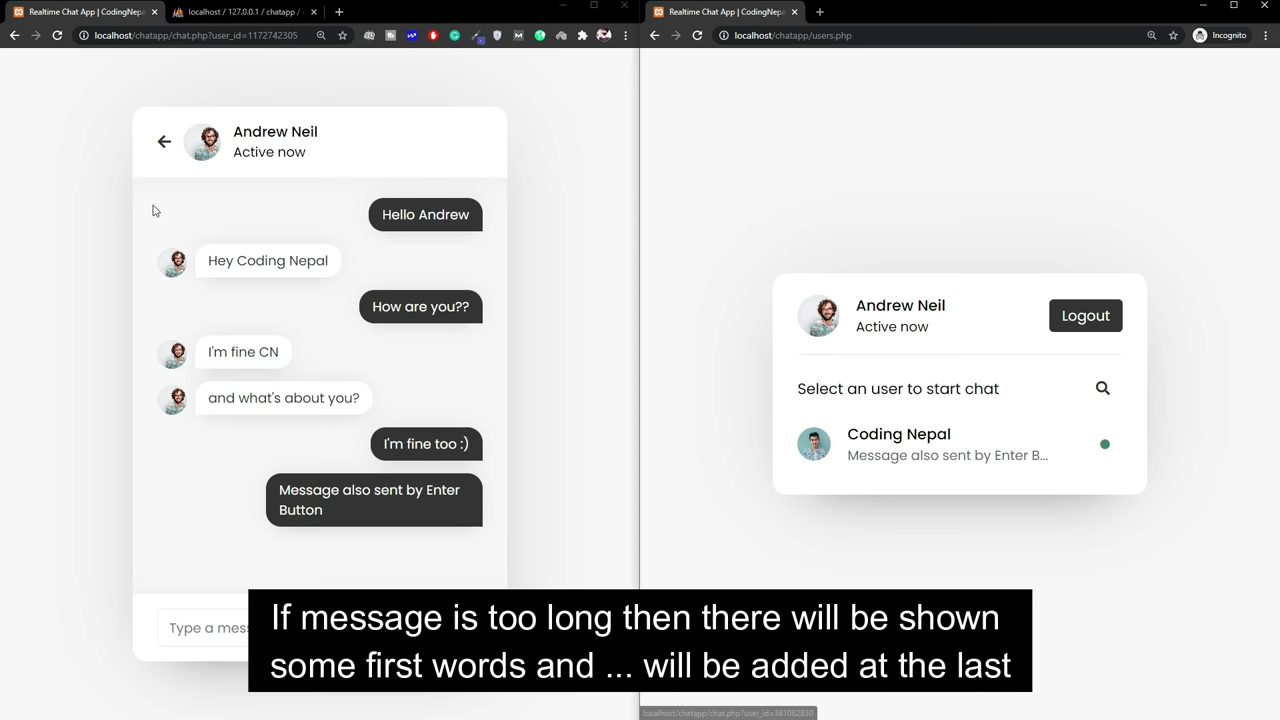 Realtime Chat App | CodingNepa
localhost / 127.0.0.1 / chatapp /
localhost/chatapp/chat.php?user_id=1172742305
Andrew Neil
Active now
Hello Andrew
Hey Coding Nepal
How are you??
I'm fine CN
and what's about you?
I'm fine too :)
Message also sent by Enter
Button
Type a mess
Realtime Chat App | CodingNepa
localhost/chatapp/users.php
Incognito
Andrew Neil
Active now
Logout
Select an user to start chat
Coding Nepal
Message also sent by Enter B...
If message is too long then there will be shown
some first words and ... will be added at the last
localhost/chatapp/chat.php?user_id=381082830